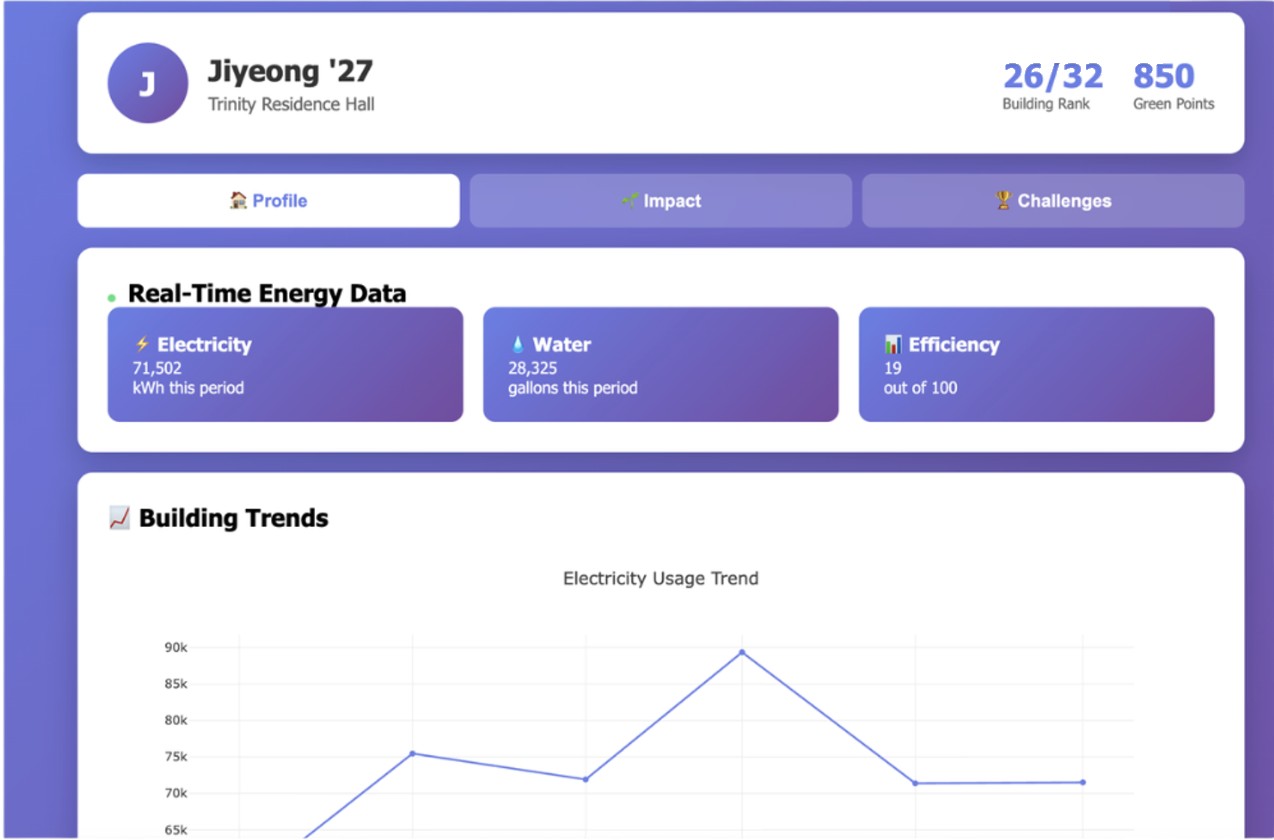 J
Jiyeong '27
Trinity Residence Hall
26/32
Building Rank
850
Green Points
Profile
Impact
Challenges
Real-Time Energy Data
Electricity
71,502
kWh this period
Water
28,325
gallons this period
Efficiency
19
out of 100
Building Trends
Electricity Usage Trend
90k
85k
80k
75k
70k
65k